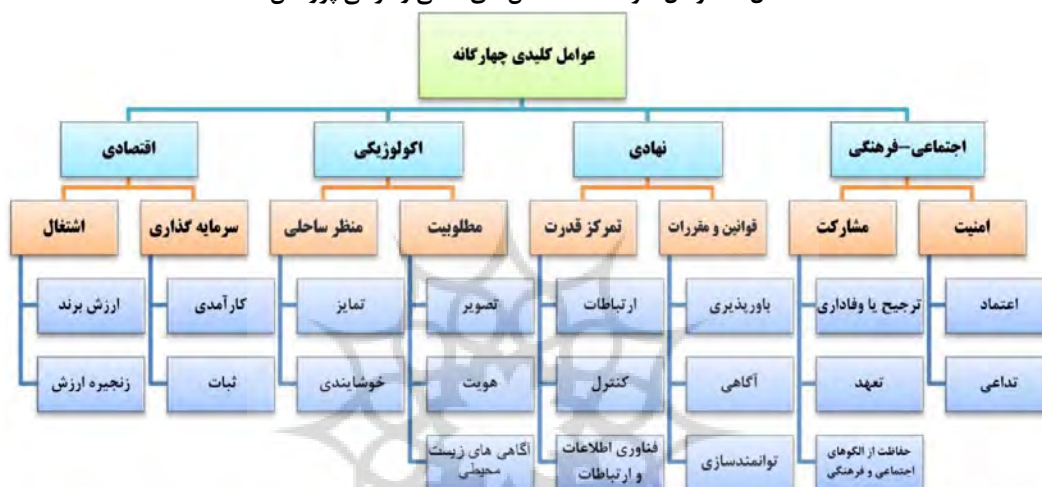 عوامل کلیدی چهارگانه
اجتماعی-فرهنگی
نهادی
اکولوژیکی
اقتصادی
امنیت
مشارکت
قوانین و مقررات
تمرکز قدرت
مطلوبیت
منظر ساحلی
سرمایه گذاری
اشتغال
اعتماد
ترجیح یا وفاداری
یاورپذیری
ارتباطات
تصویر
تمایز
کارآمدی
ارزش برند
تداعی
تعهد
آگاهی
کنترل
هویت
خوشایندی
ثبات
زنجیره ارزش
حفاظت از الگوهای
اجتماعی و فرهنگی
توانمندسازی
فناوری اطلاعات
و ارتباطات
آگاهی های زیست
محیطی